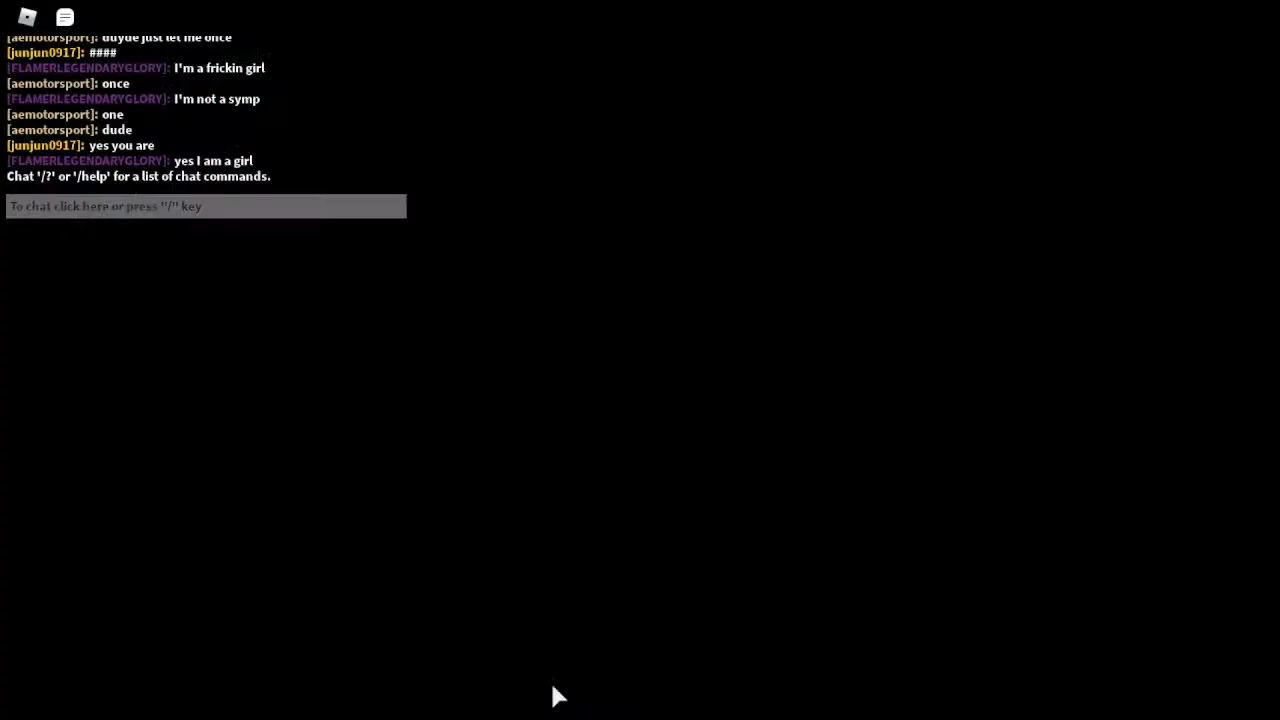 [aemotorsport]: duyde just let me once
[junjun0917]: ####
[FLAMERLEGENDARYGLORY]: I'm a frickin girl
[aemotorsport]: once
[FLAMERLEGENDARYGLORY]: I'm not a symp
[aemotorsport]: one
[aemotorsport]: dude
[junjun0917]: yes you are
[FLAMERLEGENDARYGLORY]: yes I am a girl
Chat '/?' or '/help' for a list of chat commands.
To chat click here or press "/" key